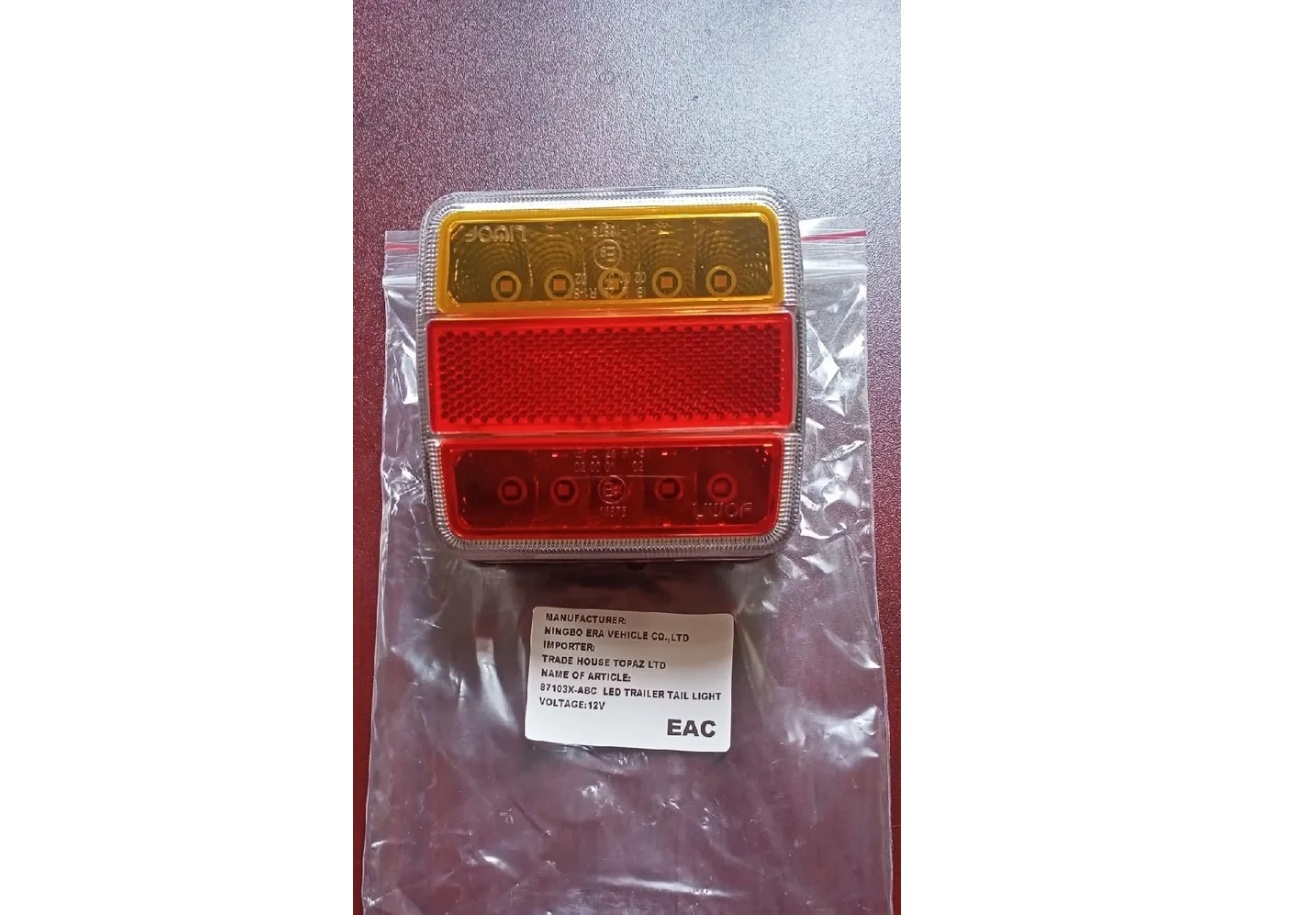 MANUFACTURER:
NINGBO ERA VEHICLE CO.,LTD
IMPORTER:
TRADE HOUSE TOPAZ LTD
NAME OF ARTICLE:
87103X-ABC LED TRAILER TAIL LIGHT
VOLTAGE:12V
EAC